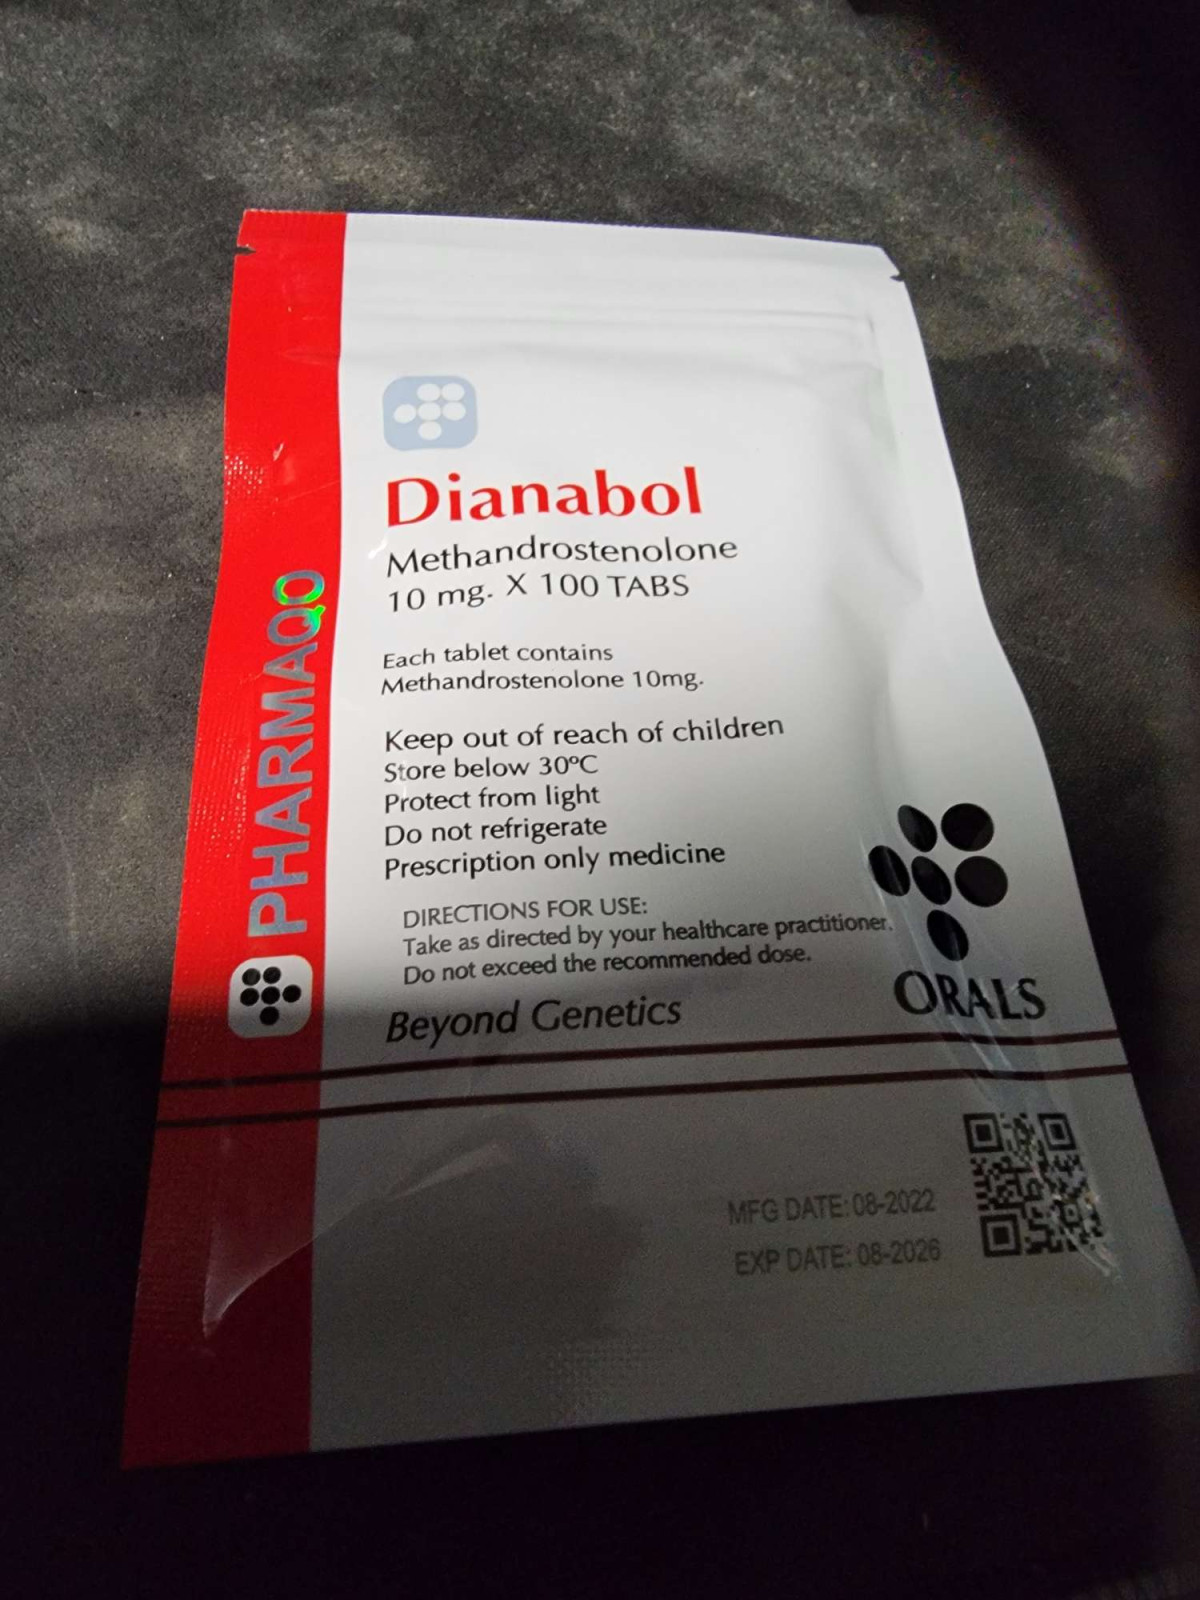 PHARMAQO
Dianabol
Methandrostenolone
10 mg. X 100 TABS
Each tablet contains
Methandrostenolone 10mg.
Keep out of reach of children
Store below 30ºC
Protect from light
Do not refrigerate
Prescription only medicine
DIRECTIONS FOR USE:
Take as directed by your healthcare practitioner.
Do not exceed the recommended dose.
Beyond Genetics
ORALS
MFG DATE: 08-2022
EXP DATE: 08-2026